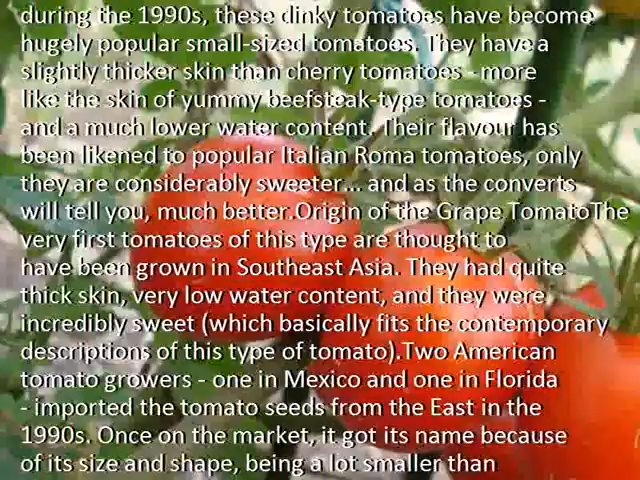 during the 1990s, these dinky tomatoes have become
hugely popular small-sized tomatoes. They have a
slightly thicker skin than cherry tomatoes - more
like the skin of yummy beefsteak-type tomatoes -
and a much lower water content. Their flavour has
been likened to popular Italian Roma tomatoes, only
they are considerably sweeter... and as the converts
will tell you, much better.Origin of the Grape TomatoThe
very first tomatoes of this type are thought to
have been grown in Southeast Asia. They had quite
thick skin, very low water content, and they were
incredibly sweet (which basically fits the contemporary
descriptions of this type of tomato).Two American
tomato growers - one in Mexico and one in Florida
- imported the tomato seeds from the East in the
1990s. Once on the market, it got its name because
of its size and shape, being a lot smaller than